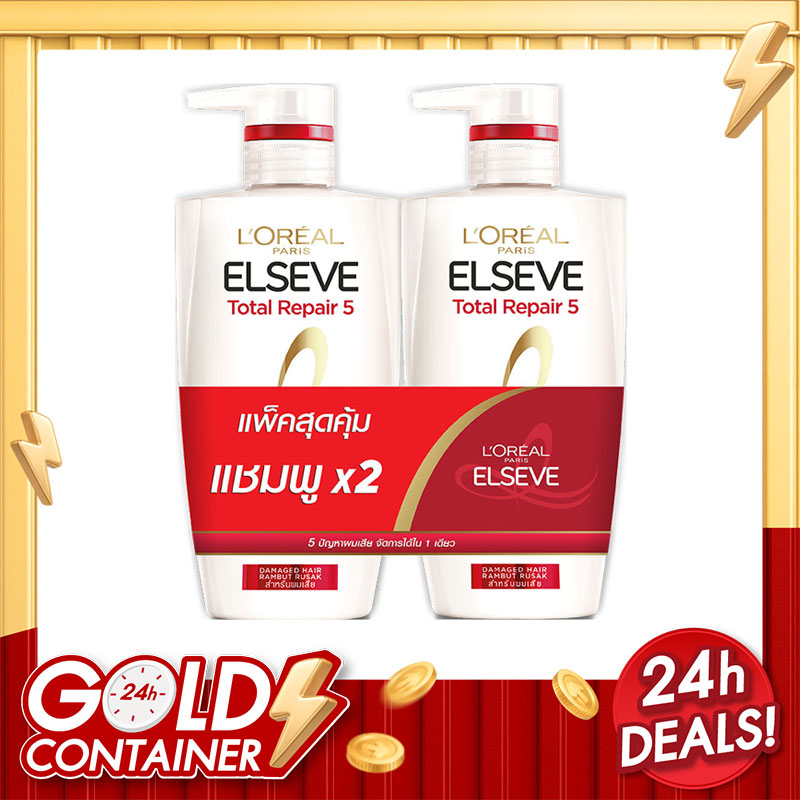 L'ORÉAL
PARIS
ELSEVE
Total Repair 5
L'ORÉAL
PARIS
ELSEVE
Total Repair 5
แพ็คสุดคุ้ม
แชมพู x2
L'ORÉAL
PARIS
ELSEVE
5 ปัญหาผมเสีย จัดการได้ใน 1 เดียว
DAMAGED HAIR
RAMBUT RUSAK
สำหรับผมเสีย
DAMAGED HAIR
RAMBUT RUSAK
สำหรับผมเสีย
GOLD
24h
CONTAINER
24h
DEALS!